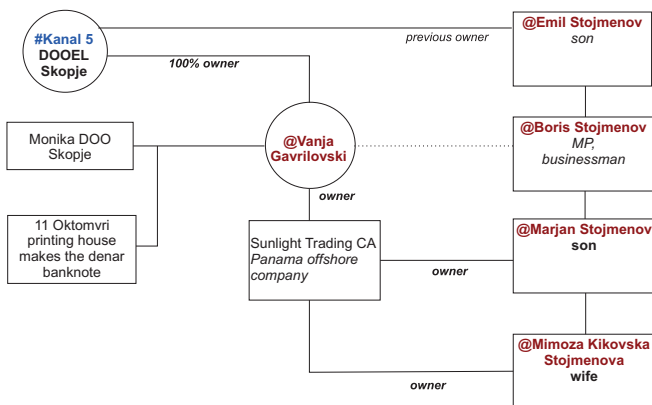 #Kanal 5
DOOEL
Skopje
previous owner
@Emil Stojmenov
son
100% owner
Monika DOO
Skopje
@Vanja
Gavrilovski
@Boris Stojmenov
MP,
businessman
owner
11 Oktomvri
printing house
makes the denar
banknote
Sunlight Trading CA
Panama offshore
company
owner
@Marjan Stojmenov
son
@Mimoza Kikovska
Stojmenova
wife
owner